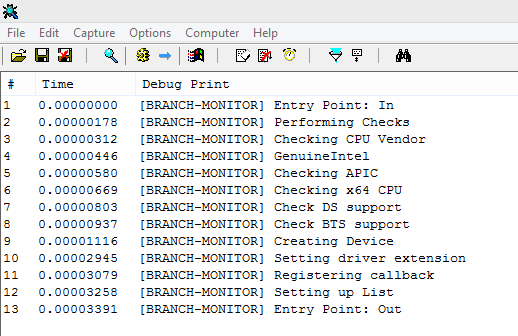 File Edit Capture Options Computer Help
# Time Debug Print
1 0.00000000 [BRANCH-MONITOR] Entry Point: In
2 0.00000178 [BRANCH-MONITOR] Performing Checks
3 0.00000312 [BRANCH-MONITOR] Checking CPU Vendor
4 0.00000446 [BRANCH-MONITOR] GenuineIntel
5 0.00000580 [BRANCH-MONITOR] Checking APIC
6 0.00000669 [BRANCH-MONITOR] Checking x64 CPU
7 0.00000803 [BRANCH-MONITOR] Check DS support
8 0.00000937 [BRANCH-MONITOR] Check BTS support
9 0.00001116 [BRANCH-MONITOR] Creating Device
10 0.00002945 [BRANCH-MONITOR] Setting driver extension
11 0.00003079 [BRANCH-MONITOR] Registering callback
12 0.00003258 [BRANCH-MONITOR] Setting up List
13 0.00003391 [BRANCH-MONITOR] Entry Point: Out